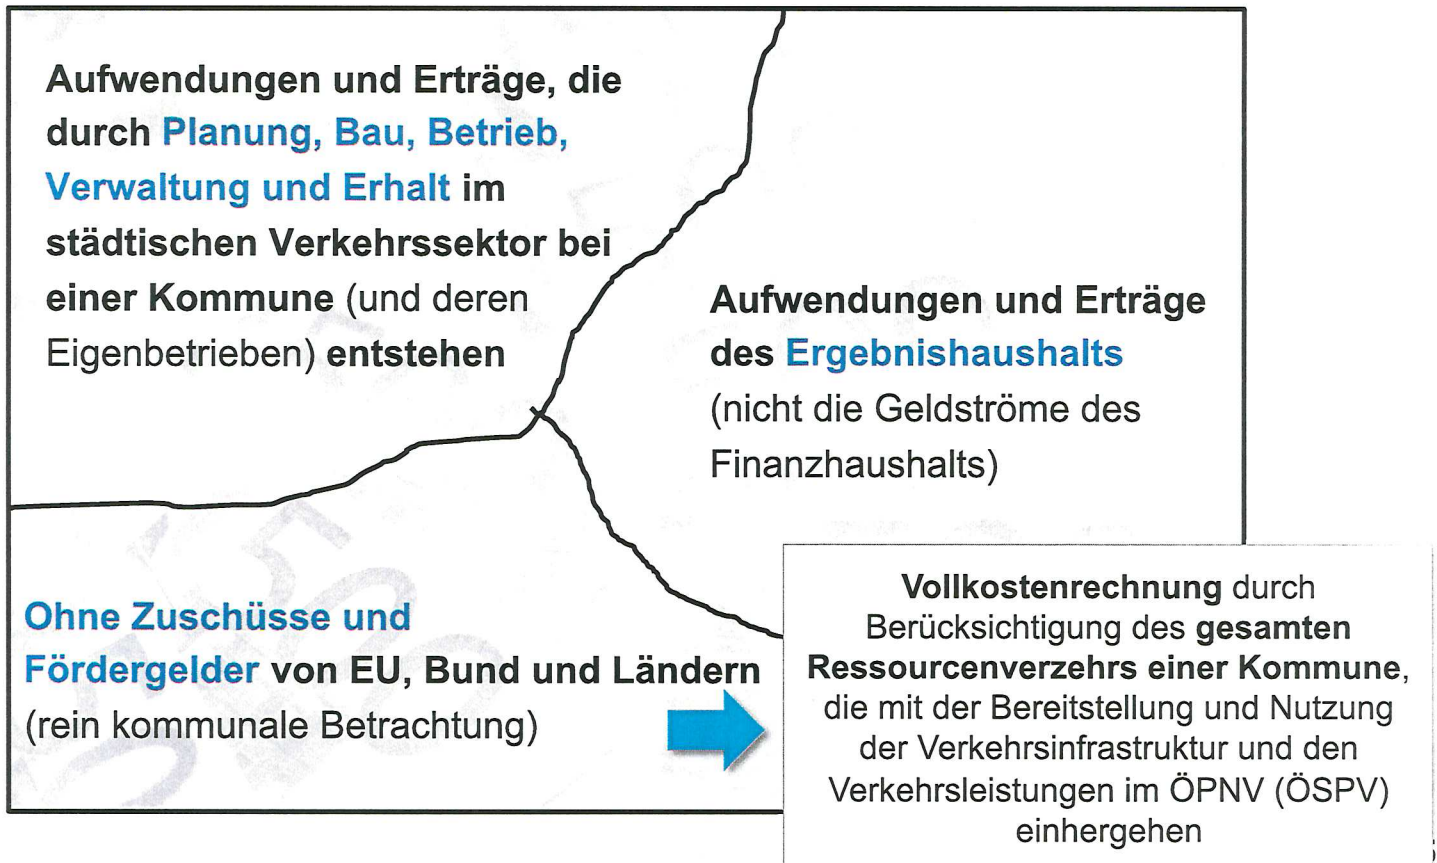 Aufwendungen und Erträge, die
durch Planung, Bau, Betrieb,
Verwaltung und Erhalt im
städtischen Verkehrssektor bei
einer Kommune (und deren
Eigenbetrieben) entstehen
Aufwendungen und Erträge
des Ergebnishaushalts
(nicht die Geldströme des
Finanzhaushalts)
Ohne Zuschüsse und
Fördergelder von EU, Bund und Ländern
(rein kommunale Betrachtung)
Vollkostenrechnung durch
Berücksichtigung des gesamten
Ressourcenverzehrs einer Kommune,
die mit der Bereitstellung und Nutzung
der Verkehrsinfrastruktur und den
Verkehrsleistungen im ÖPNV (ÖSPV)
einhergehen